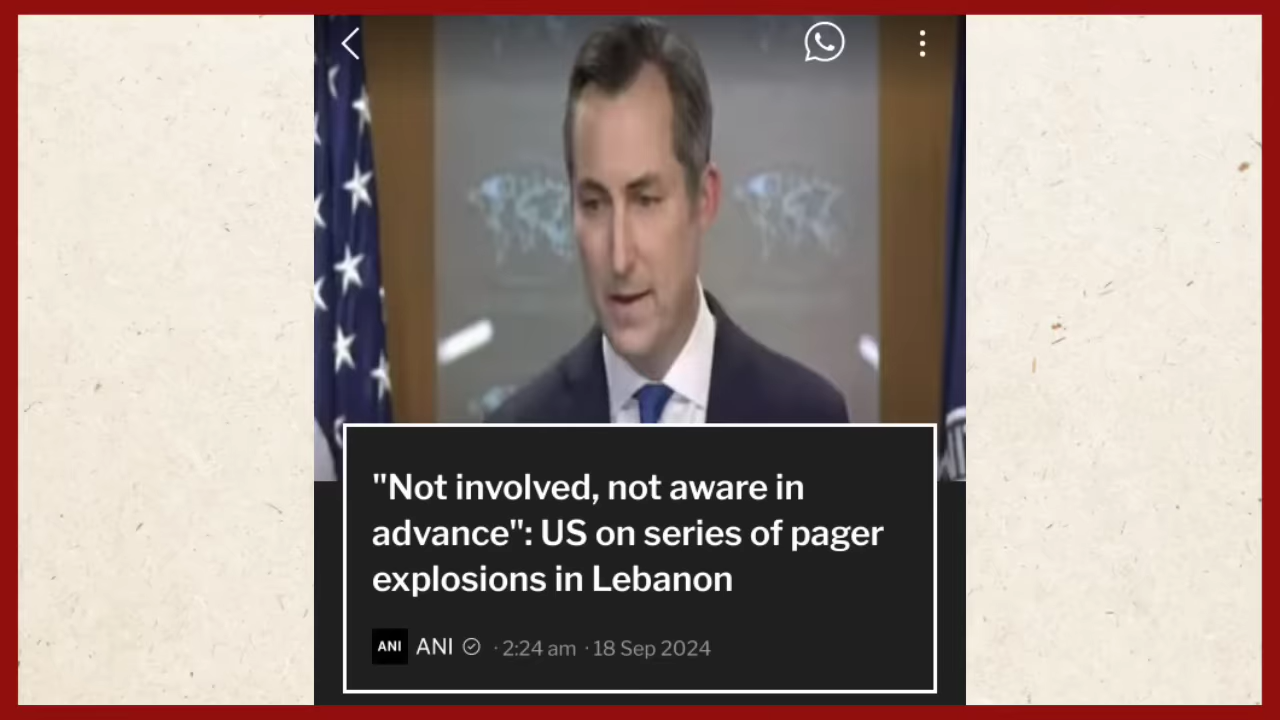 "Not involved, not aware in
advance": US on series of pager
explosions in Lebanon
ANI ANI · 2:24 am · 18 Sep 2024